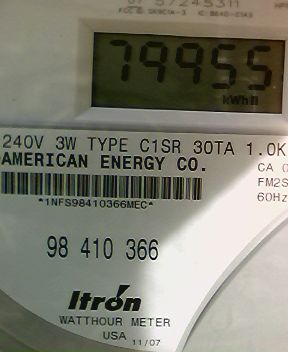 57245311
79955
kWh
240V 3W TYPE C1SR 30TA 1.0K
AMERICAN ENERGY CO.
CA
FM2S
60Hz
*1NFS98410366MEC*
98 410 366
Itron
WATTHOUR METER
USA 11/07